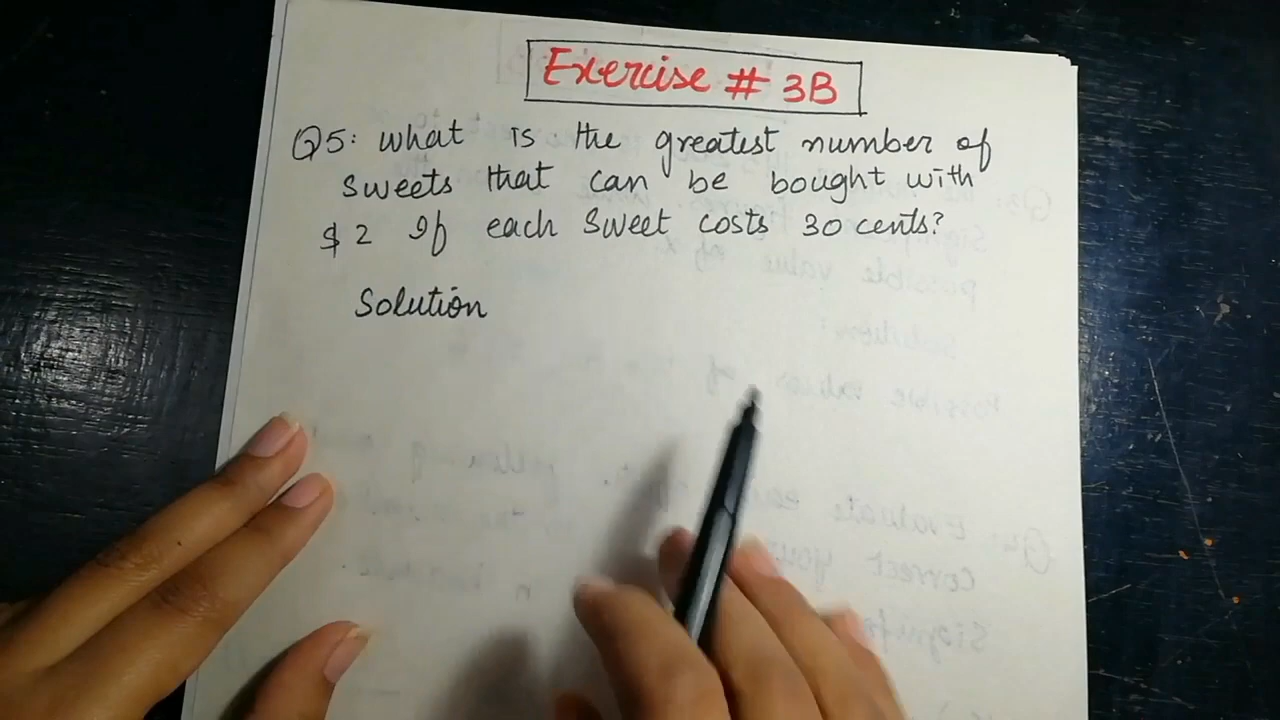 Exercise # 3B
Q5: what is the greatest number of
sweets that can be bought with
$ 2 If each sweet costs 30 cents?
Solution